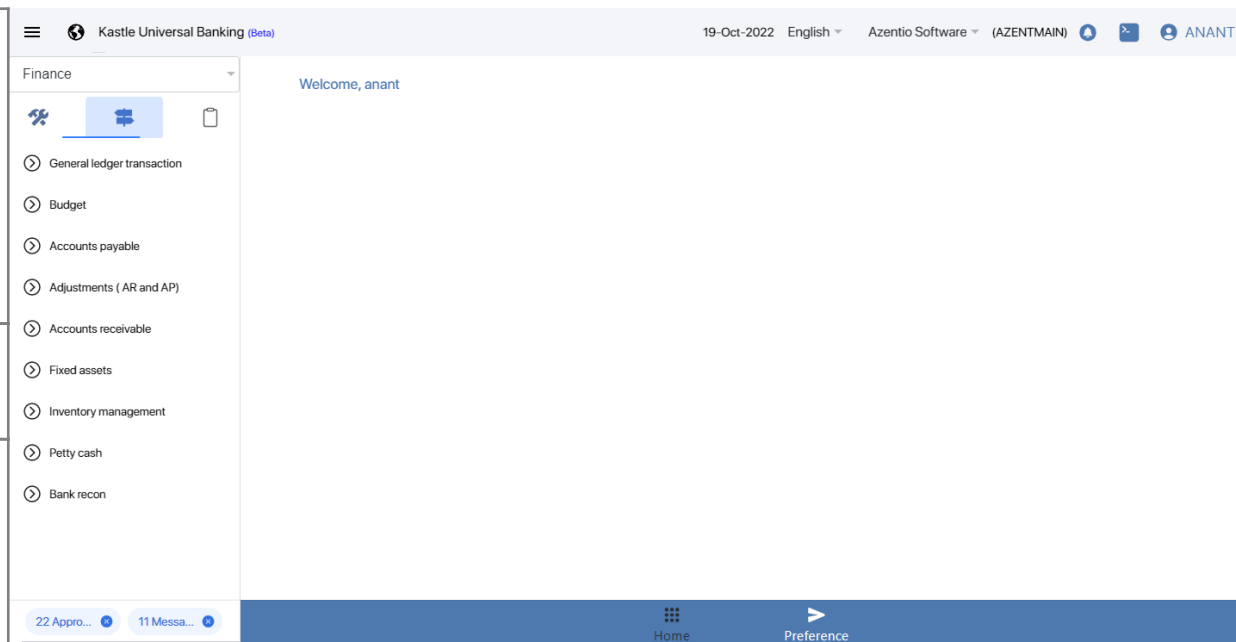 Kastle Universal Banking (Beta)
19-Oct-2022 English Azentio Software (AZENTMAIN) ANANT
Finance
Welcome, anant
General ledger transaction
Budget
Accounts payable
Adjustments ( AR and AP)
Accounts receivable
Fixed assets
Inventory management
Petty cash
Bank recon
22 Appro... 11 Messa...
Home Preference